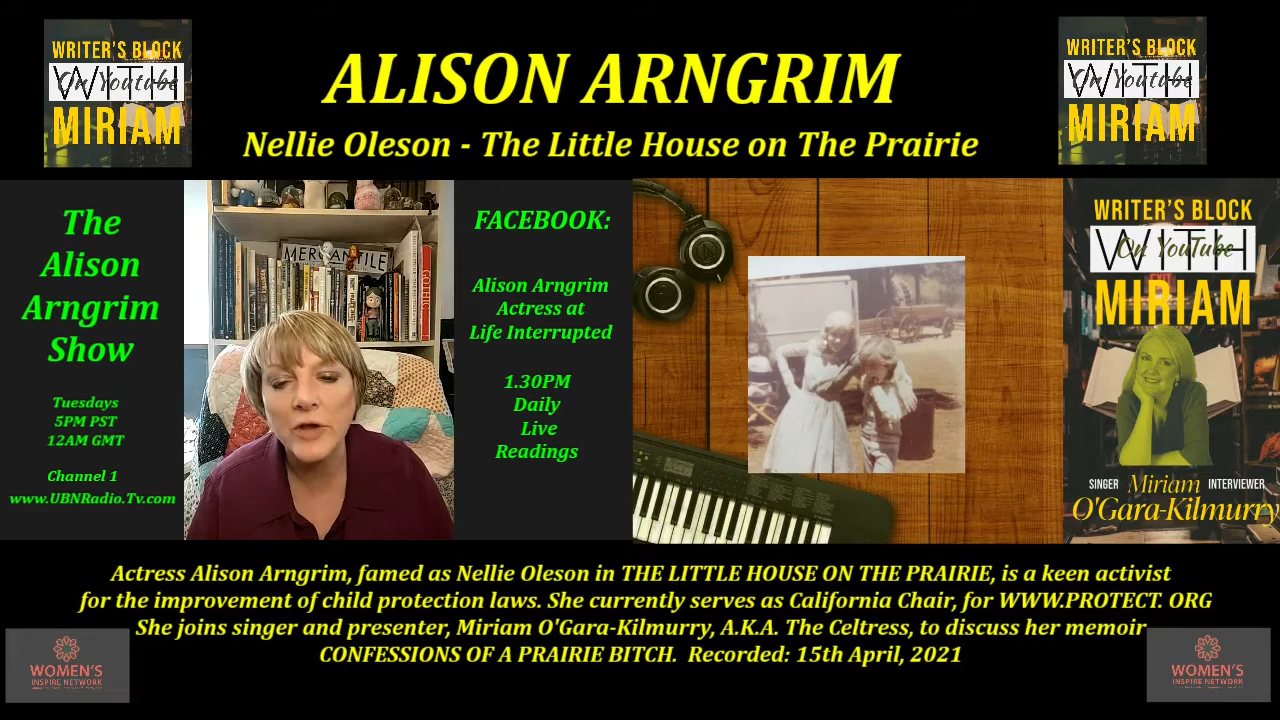 WRITER'S BLOCK
WITH
On Youtube
MIRIAM
ALISON ARNGRIM
Nellie Oleson - The Little House on The Prairie
WRITER'S BLOCK
WITH
On Youtube
MIRIAM
The
Alison
Arngrim
Show
Tuesdays
5PM PST
12AM GMT
Channel 1
www.UBNRadio.Tv.com
MERCANTILE
GOTHIC
FACEBOOK:
Alison Arngrim
Actress at
Life Interrupted
1.30PM
Daily
Live
Readings
WRITER'S BLOCK
WITH
On YouTube
MIRIAM
SINGER Miriam INTERVIEWER
O'Gara-Kilmurry
Actress Alison Arngrim, famed as Nellie Oleson in THE LITTLE HOUSE ON THE PRAIRIE, is a keen activist
for the improvement of child protection laws. She currently serves as California Chair, for WWW.PROTECT. ORG
She joins singer and presenter, Miriam O'Gara-Kilmurry, A.K.A. The Celtress, to discuss her memoir
CONFESSIONS OF A PRAIRIE BITCH. Recorded: 15th April, 2021
WOMEN'S
INSPIRE NETWORK
WOMEN'S
INSPIRE NETWORK